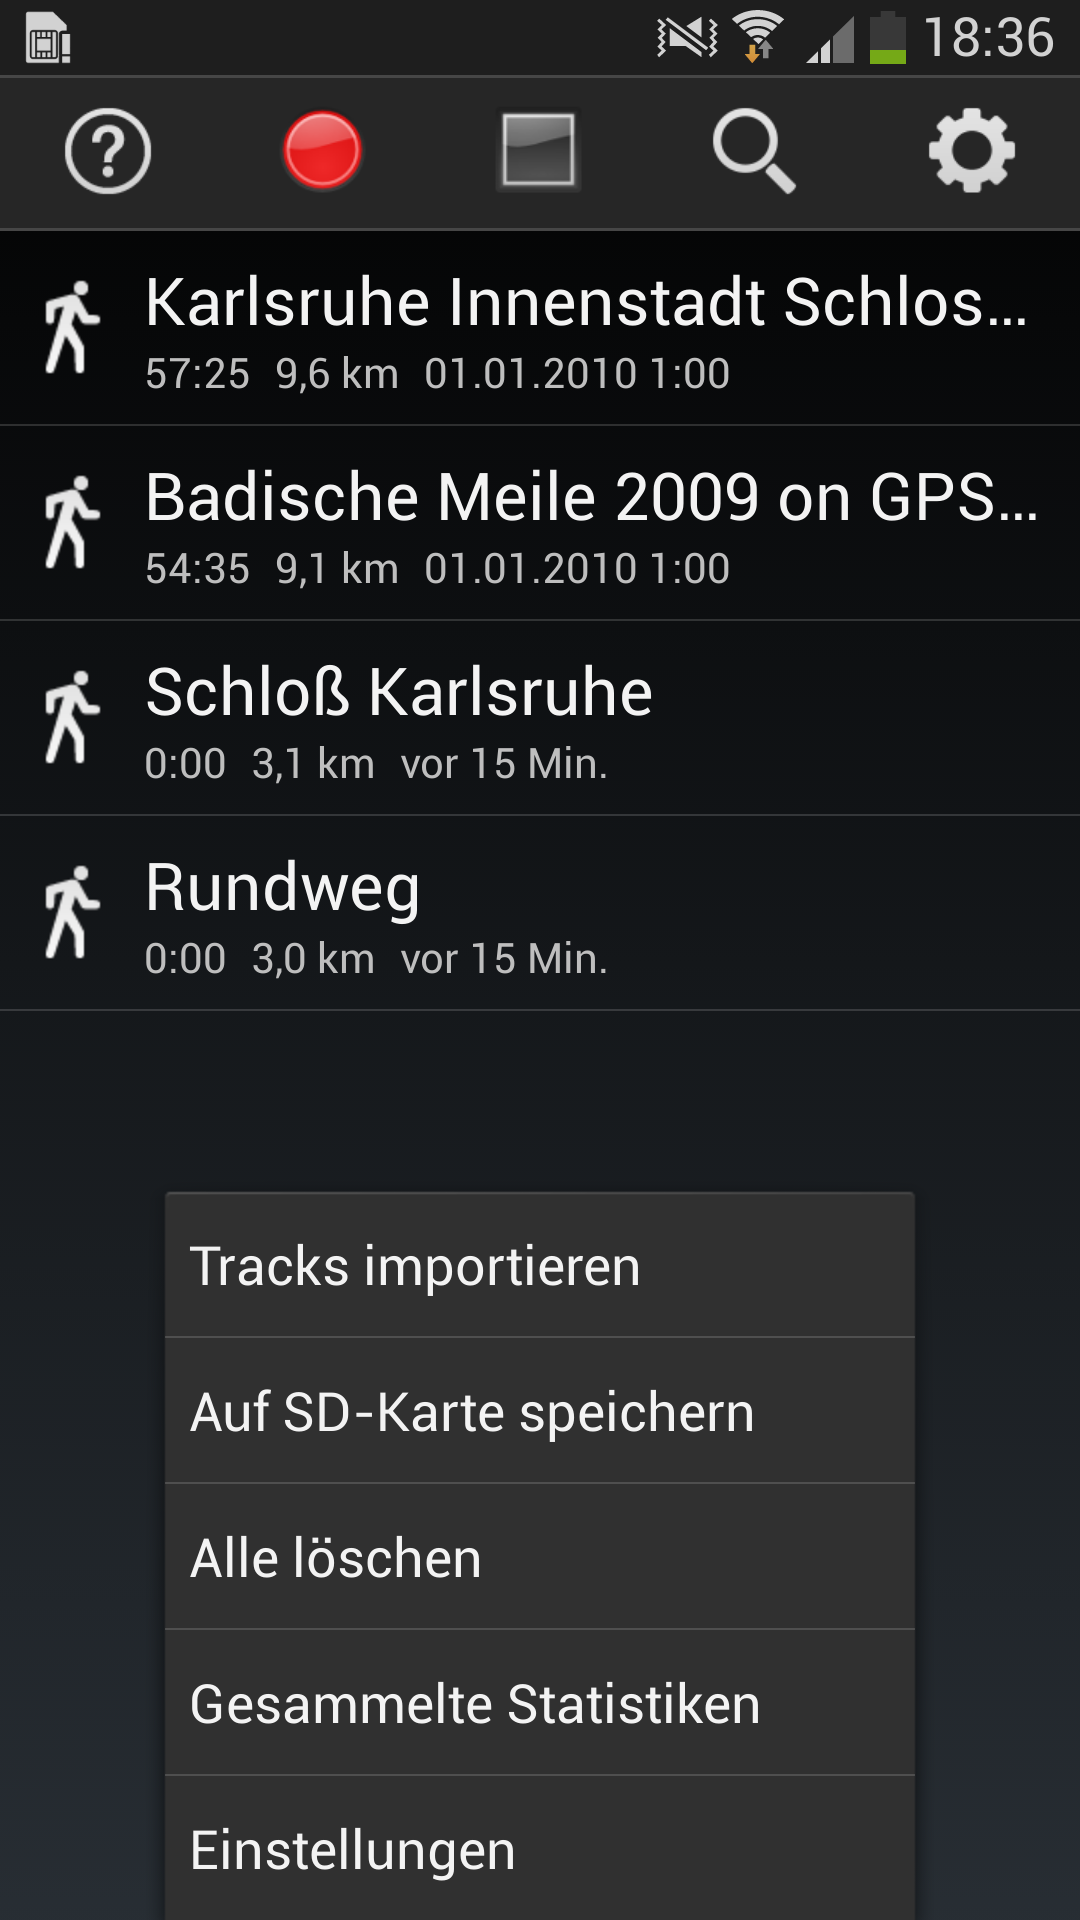 18:36
Karlsruhe Innenstadt Schlos...
57:25 9,6 km 01.01.2010 1:00
Badische Meile 2009 on GPS...
54:35 9,1 km 01.01.2010 1:00
Schloß Karlsruhe
0:00 3,1 km vor 15 Min.
Rundweg
0:00 3,0 km vor 15 Min.
Tracks importieren
Auf SD-Karte speichern
Alle löschen
Gesammelte Statistiken
Einstellungen